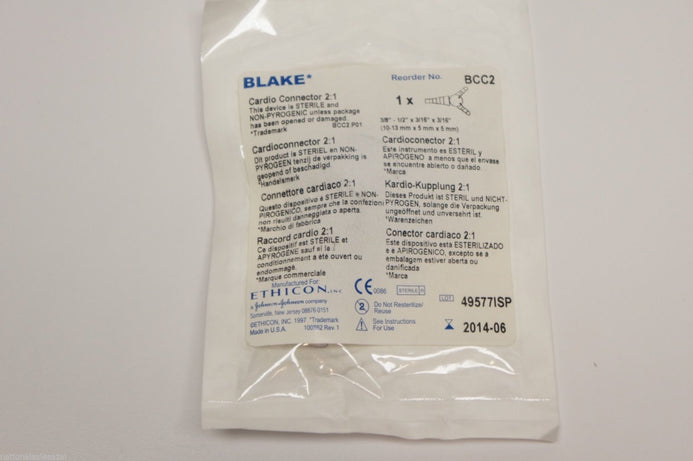 BLAKE*
Reorder No. BCC2
Cardio Connector 2:1
This device is STERILE and
NON-PYROGENIC unless package
has been opened or damaged.
*Trademark BCC2.P01
1 x
3/8" - 1/2" x 3/16" x 3/16"
(10-13 mm x 5 mm x 5 mm)
Cardioconnector 2:1
Dit product is STERIEL en NON-
PYROGEEN tenzij de verpakking is
geopend of beschadigd.
*Handelsmerk
Cardioconector 2:1
Este instrumento es ESTERIL y
APIROGENO a menos que el envase
se encuentra abierto o dañado.
*Marca
Connettore cardiaco 2:1
Questo dispositivo è STERILE e NON-
PIROGENICO, sempre che la confezione
non risulti danneggiata o aperta.
*Marchio di fabbrica
Kardio-Kupplung 2:1
Dieses Produkt ist STERIL und NICHT-
PYROGEN, solange die Verpackung
ungeöffnet und unversehrt ist.
*Warenzeichen
Raccord cardio 2:1
Ce dispositif est STERILE et
APYROGENE sauf si le
conditionnement a été ouvert ou
endommagé.
*Marque commerciale
Conector cardiaco 2:1
Este dispositivo está ESTERILIZADO
e é APIROGÉNICO, excepto se a
embalagem estiver aberta ou
danificada
*Marca
Manufactured For:
ETHICON, INC.
a Johnson & Johnson company
Somerville, New Jersey 08876-0151
©ETHICON, INC. 1997 *Trademark
Made in U.S.A. Rev 1
CE 0086
STERILE R
2 Do Not Resterilize/
Reuse
See Instructions
For Use
LOT 49577ISP
2014-06